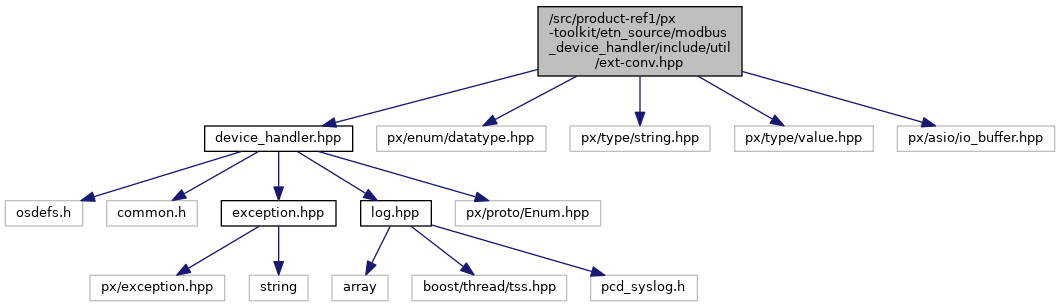 /src/product-ref1/px
-toolkit/etn_source/modbus
_device_handler/include/util
/ext-conv.hpp
device_handler.hpp
px/enum/datatype.hpp
px/type/string.hpp
px/type/value.hpp
px/asio/io_buffer.hpp
osdefs.h
common.h
exception.hpp
log.hpp
px/proto/Enum.hpp
px/exception.hpp
string
array
boost/thread/tss.hpp
pcd_syslog.h